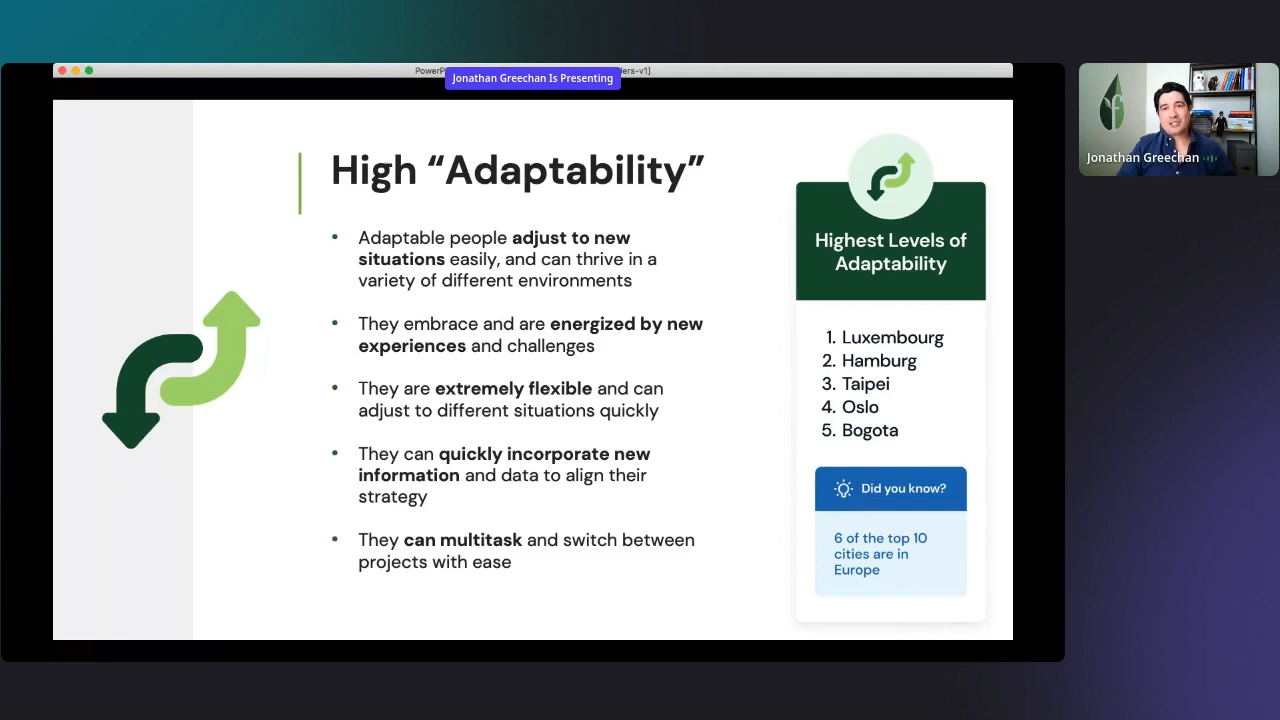 PowerP
Jonathan Greechan Is Presenting
ers-v1]
High “Adaptability”
• Adaptable people adjust to new
situations easily, and can thrive in a
variety of different environments
• They embrace and are energized by new
experiences and challenges
• They are extremely flexible and can
adjust to different situations quickly
• They can quickly incorporate new
information and data to align their
strategy
• They can multitask and switch between
projects with ease
Highest Levels of
Adaptability
1. Luxembourg
2. Hamburg
3. Taipei
4. Oslo
5. Bogota
Did you know?
6 of the top 10
cities are in
Europe
Jonathan Greechan